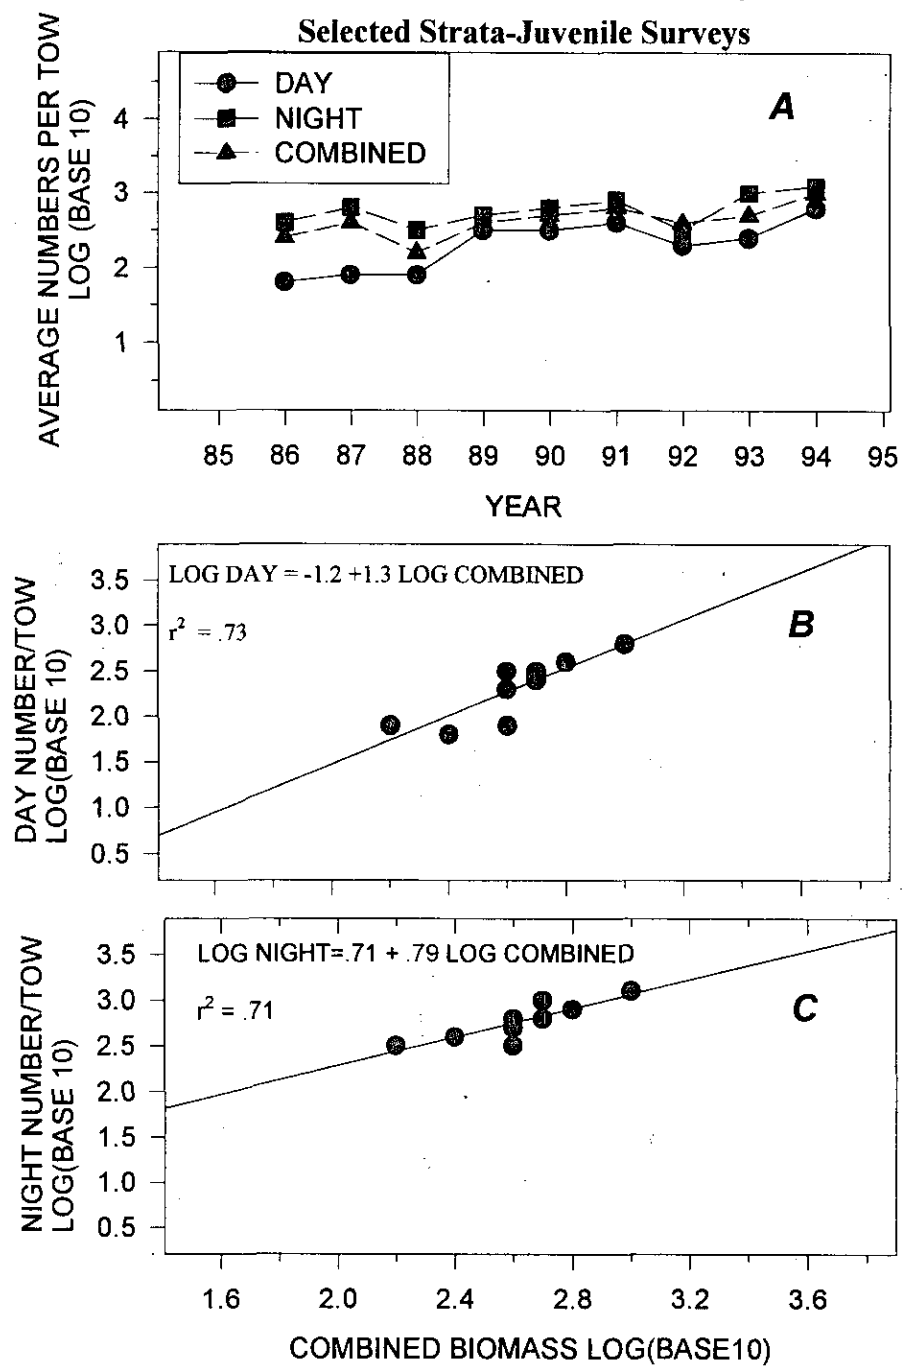 Selected Strata-Juvenile Surveys
AVERAGE NUMBERS PER TOW
LOG (BASE 10)
DAY
NIGHT
COMBINED
A
4
3
2
1
85 86 87 88 89 90 91 92 93 94 95
YEAR
DAY NUMBER/TOW
LOG(BASE 10)
LOG DAY = -1.2 +1.3 LOG COMBINED
r² = .73
B
3.5
3.0
2.5
2.0
1.5
1.0
0.5
NIGHT NUMBER/TOW
LOG(BASE 10)
LOG NIGHT=.71 + .79 LOG COMBINED
r² = .71
C
3.5
3.0
2.5
2.0
1.5
1.0
0.5
1.6 2.0 2.4 2.8 3.2 3.6
COMBINED BIOMASS LOG(BASE10)